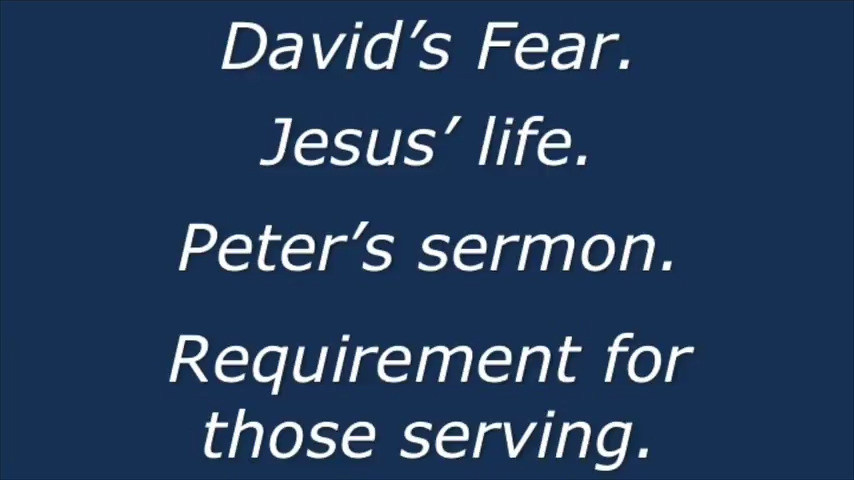 David’s Fear.
Jesus’ life.
Peter’s sermon.
Requirement for
those serving.